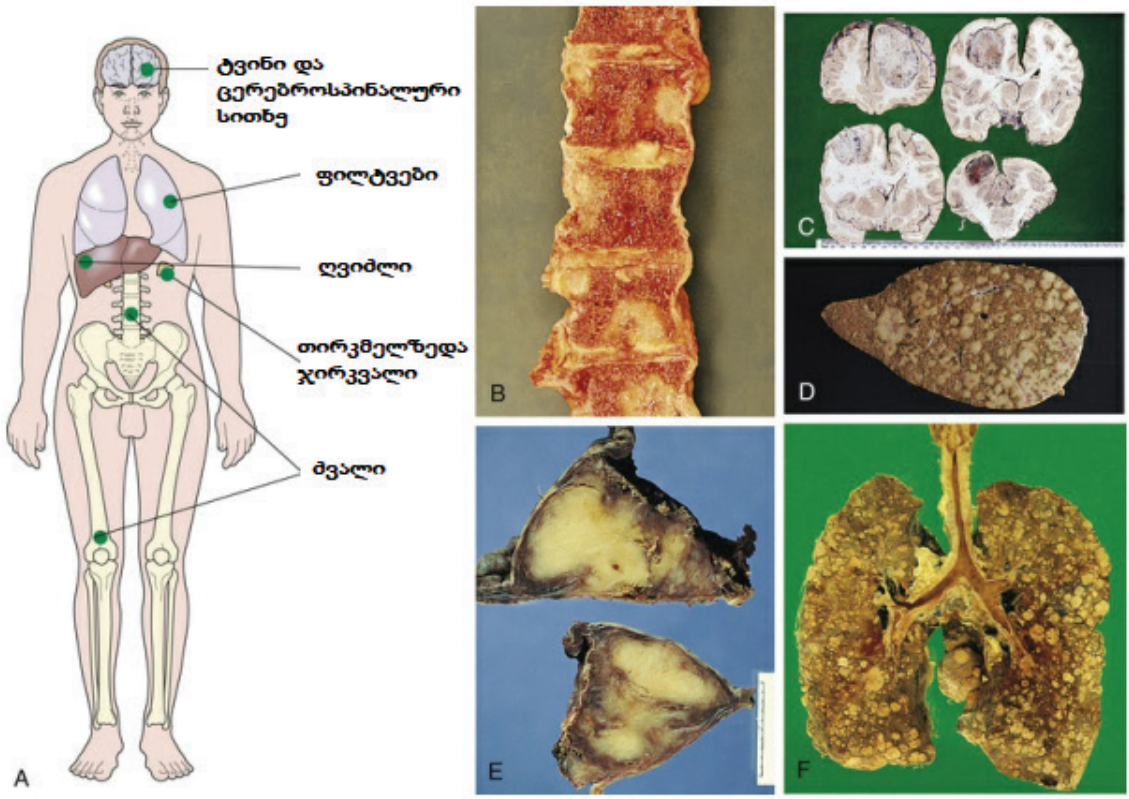 ტვინი და
ცერებროსპინალური
სითხე
ფილტვები
ღვიძლი
თირკმელზედა
ჯირკვალი
ძვალი
A
B
C
D
E
F